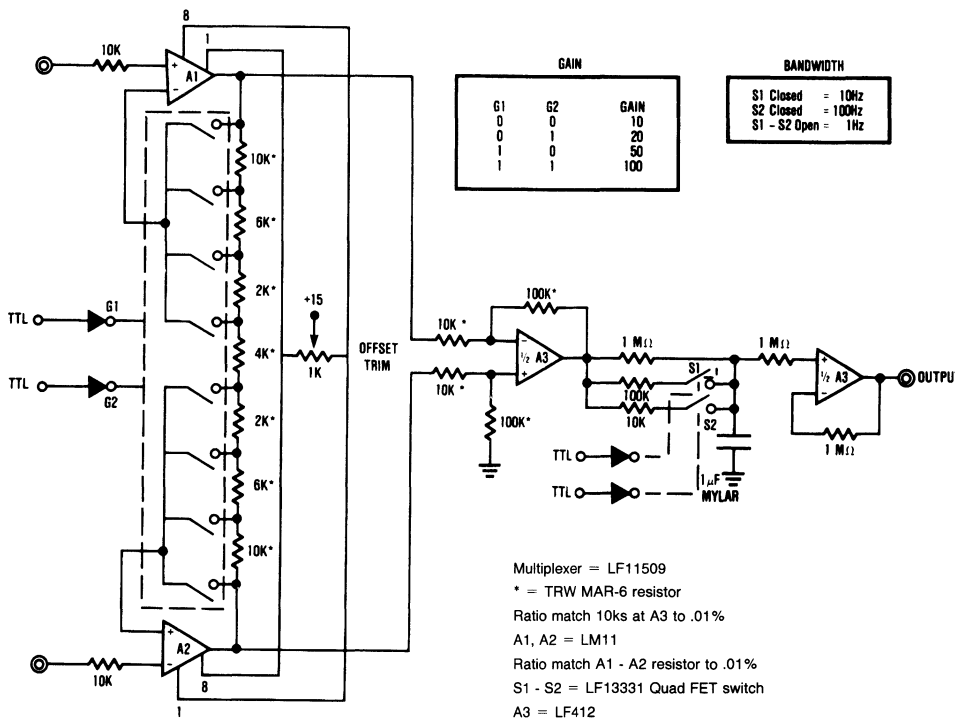 8
1
10K
+
−
A1
10K*
6K*
2K*
4K*
2K*
6K*
10K*
TTL
G1
TTL
G2
+15
1K
OFFSET
TRIM
+
−
A2
10K
8
1
GAIN
G1 G2 GAIN
0 0 10
0 1 20
1 0 50
1 1 100
BANDWIDTH
S1 Closed = 10Hz
S2 Closed = 100Hz
S1 - S2 Open = 1Hz
100K*
10K *
10K *
−
½ A3
+
100K*
1 MΩ
S1
100K
10K
S2
TTL
TTL
1µF
MYLAR
1 MΩ
+
½ A3
−
1 MΩ
OUTPU
Multiplexer = LF11509
* = TRW MAR-6 resistor
Ratio match 10ks at A3 to .01%
A1, A2 = LM11
Ratio match A1 - A2 resistor to .01%
S1 - S2 = LF13331 Quad FET switch
A3 = LF412